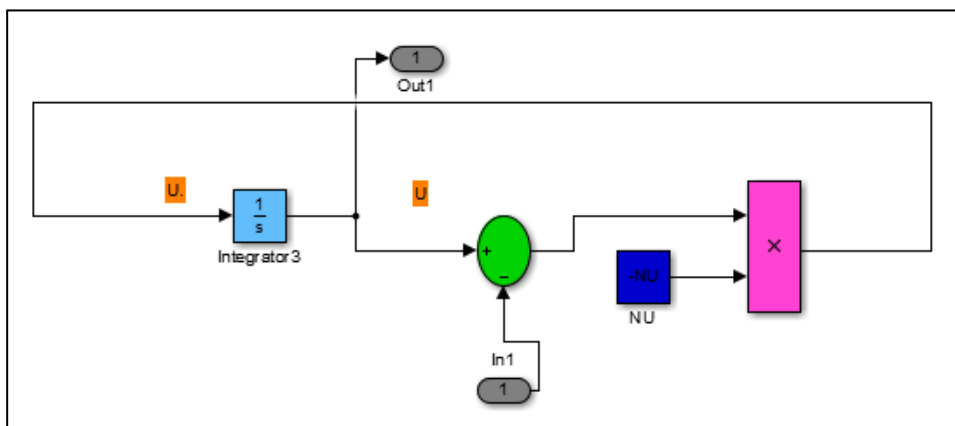 1
Out1
U.
U
1
s
Integrator3
+
−
×
-NU
NU
In1
1